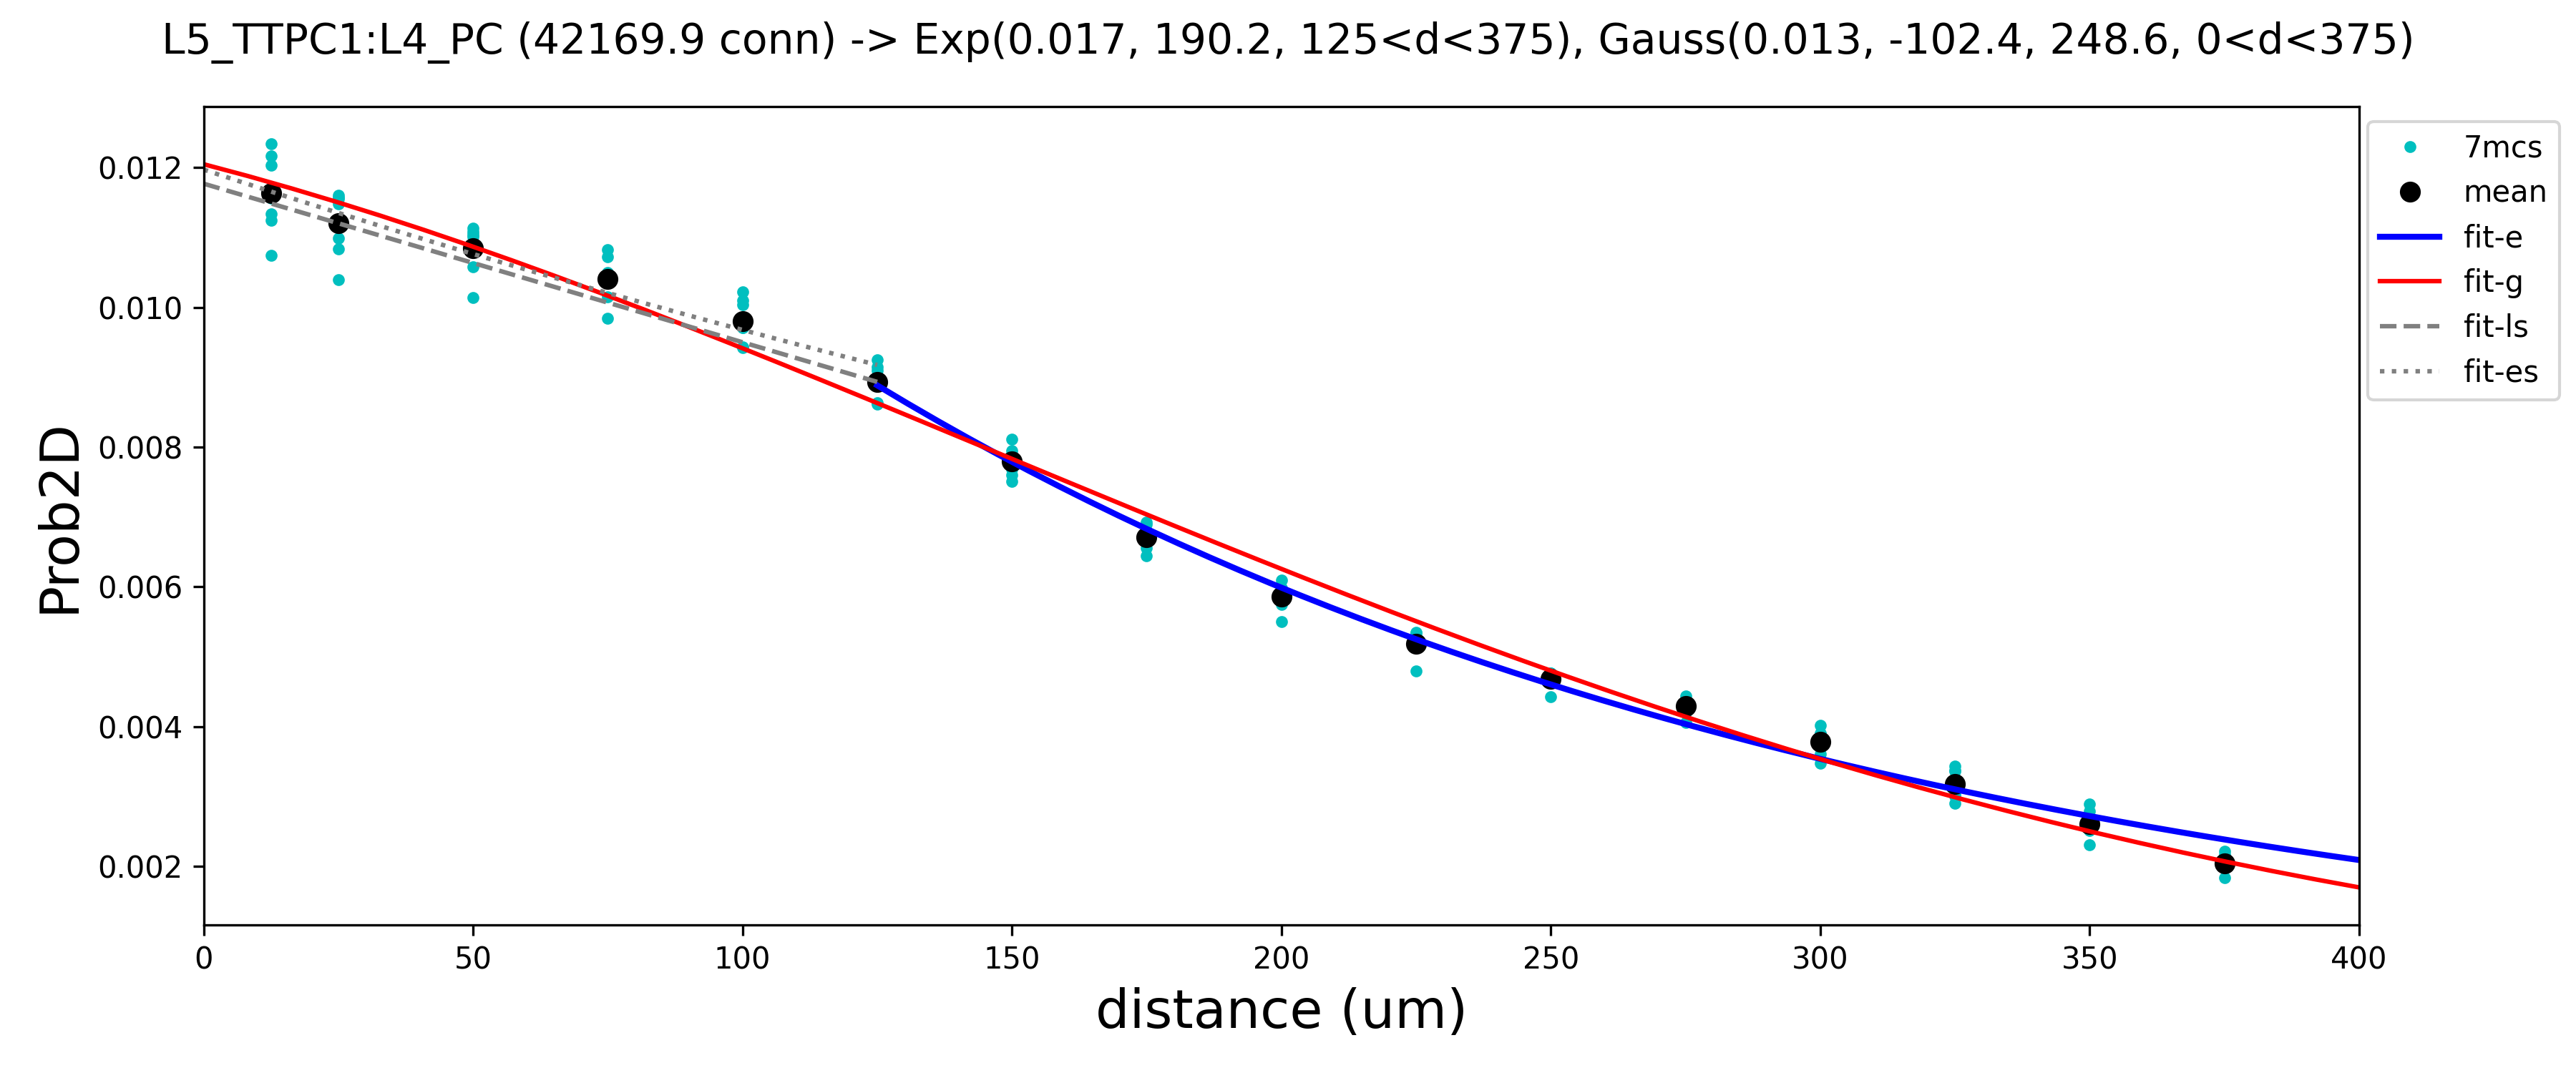 L5_TTPC1:L4_PC (42169.9 conn) -> Exp(0.017, 190.2, 125<d<375), Gauss(0.013, -102.4, 248.6, 0<d<375)
7mcs
mean
fit-e
fit-g
fit-ls
fit-es
Prob2D
0.012
0.010
0.008
0.006
0.004
0.002
0 50 100 150 200 250 300 350 400
distance (um)